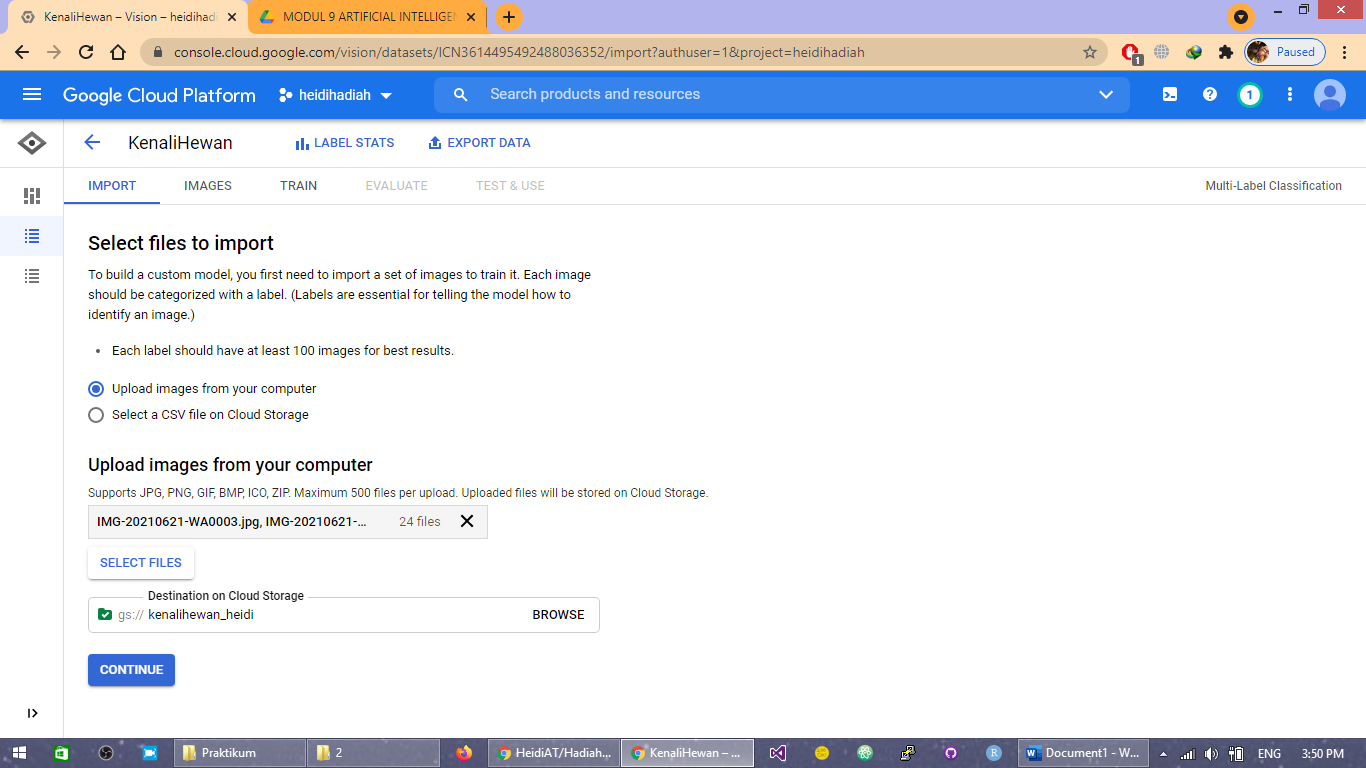 KenaliHewan – Vision – heidihadi
MODUL 9 ARTIFICIAL INTELLIGEN
console.cloud.google.com/vision/datasets/ICN3614495492488036352/import?authuser=1&project=heidihadiah
1
Paused
Google Cloud Platform
heidihadiah
Search products and resources
1
KenaliHewan
LABEL STATS
EXPORT DATA
IMPORT
IMAGES
TRAIN
EVALUATE
TEST & USE
Multi-Label Classification
Select files to import
To build a custom model, you first need to import a set of images to train it. Each image
should be categorized with a label. (Labels are essential for telling the model how to
identify an image.)
• Each label should have at least 100 images for best results.
Upload images from your computer
Select a CSV file on Cloud Storage
Upload images from your computer
Supports JPG, PNG, GIF, BMP, ICO, ZIP. Maximum 500 files per upload. Uploaded files will be stored on Cloud Storage.
IMG-20210621-WA0003.jpg, IMG-20210621-... 24 files
SELECT FILES
Destination on Cloud Storage
gs:// kenalihewan_heidi
BROWSE
CONTINUE
Praktikum
2
HeidiAT/Hadiah...
KenaliHewan – ...
R
Document1 - W...
ENG
3:50 PM